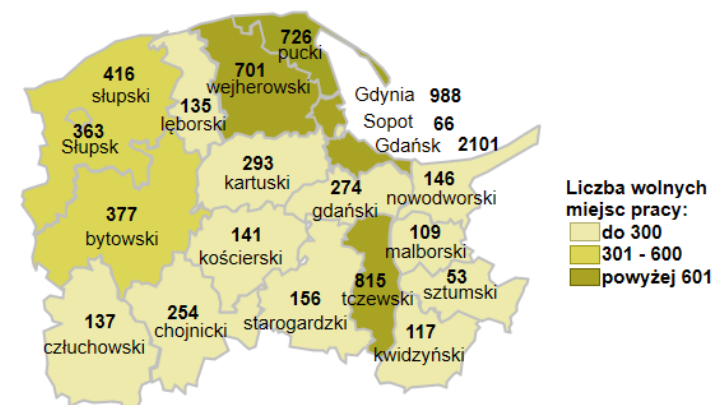 726
pucki
701
wejherowski
416
słupski
135
lęborski
Gdynia 988
Sopot 66
Gdańsk 2101
363
Słupsk
293
kartuski
274
gdański
146
nowodworski
377
bytowski
141
kościerski
109
malborski
815
tczewski
53
sztumski
156
starogardzki
254
chojnicki
137
człuchowski
117
kwidzyński
Liczba wolnych
miejsc pracy:
do 300
301 - 600
powyżej 601